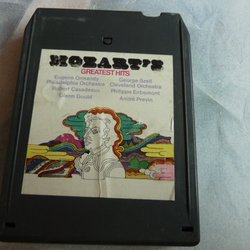 MOZART'S
GREATEST HITS
Eugene Ormandy
Philadelphia Orchestra
Robert Casadesus
Glenn Gould
George Szell
Cleveland Orchestra
Philippe Entremont
André Previn